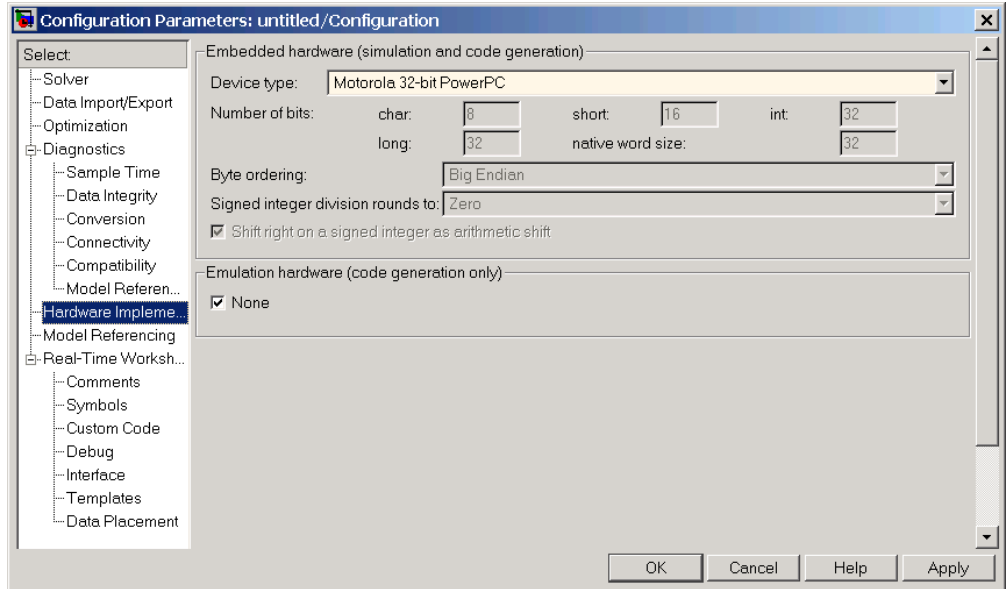 Configuration Parameters: untitled/Configuration
Select:
Solver
Data Import/Export
Optimization
Diagnostics
Sample Time
Data Integrity
Conversion
Connectivity
Compatibility
Model Referen...
Hardware Impleme...
Model Referencing
Real-Time Worksh...
Comments
Symbols
Custom Code
Debug
Interface
Templates
Data Placement
Embedded hardware (simulation and code generation)
Device type: Motorola 32-bit PowerPC
Number of bits: char: 8 short: 16 int: 32
long: 32 native word size: 32
Byte ordering: Big Endian
Signed integer division rounds to: Zero
Shift right on a signed integer as arithmetic shift
Emulation hardware (code generation only)
None
OK Cancel Help Apply